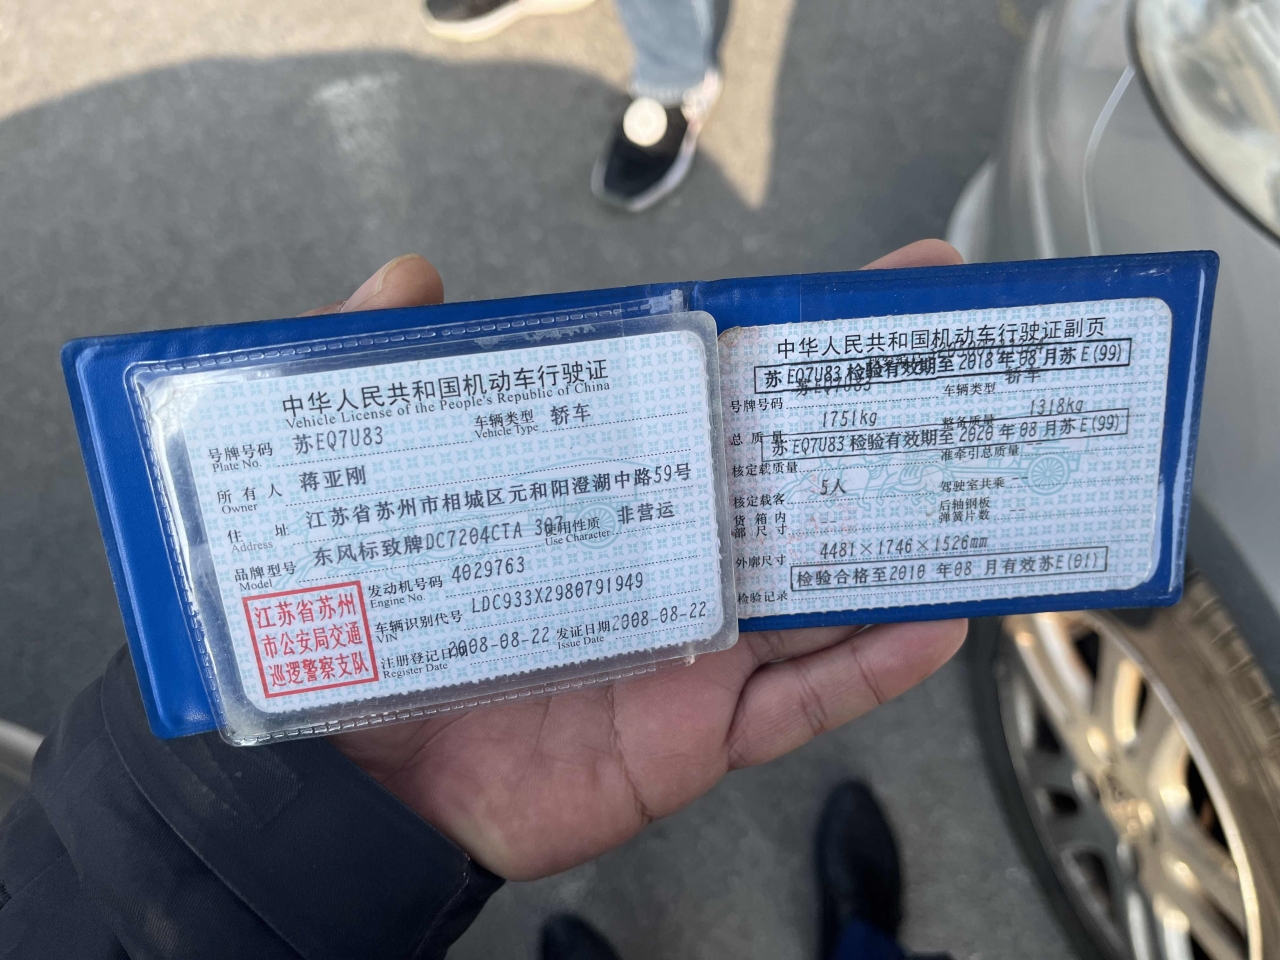 中华人民共和国机动车行驶证
Vehicle License of the People's Republic of China
号牌号码 苏EQ7U83 车辆类型 轿车
Plate No. Vehicle Type
所有人 蒋亚刚
Owner
住址 江苏省苏州市相城区元和阳澄湖中路59号
Address
品牌型号 东风标致牌DC7204CTA 307 使用性质 非营运
Model Use Character
江苏省苏州
市公安局交通
巡逻警察支队
发动机号码 4029763
Engine No.
车辆识别代号 LDC933X2980791949
VIN
注册登记日期 2008-08-22 发证日期 2008-08-22
Register Date Issue Date
中华人民共和国机动车行驶证副页
苏EQ7U83 检验有效期至2018年08月苏E(99)
号牌号码 苏EQ7U83 车辆类型 轿车
总质量 1751kg 整备质量 1318kg
苏EQ7U83 检验有效期至2020年08月苏E(99)
核定载质量 -- 准牵引总质量 --
核定载客 5人 驾驶室共乘 --
货箱内部尺寸 -- 后轴钢板弹簧片数 --
外廓尺寸 4481×1746×1526mm
检验记录 检验合格至2010年08月有效苏E(01)